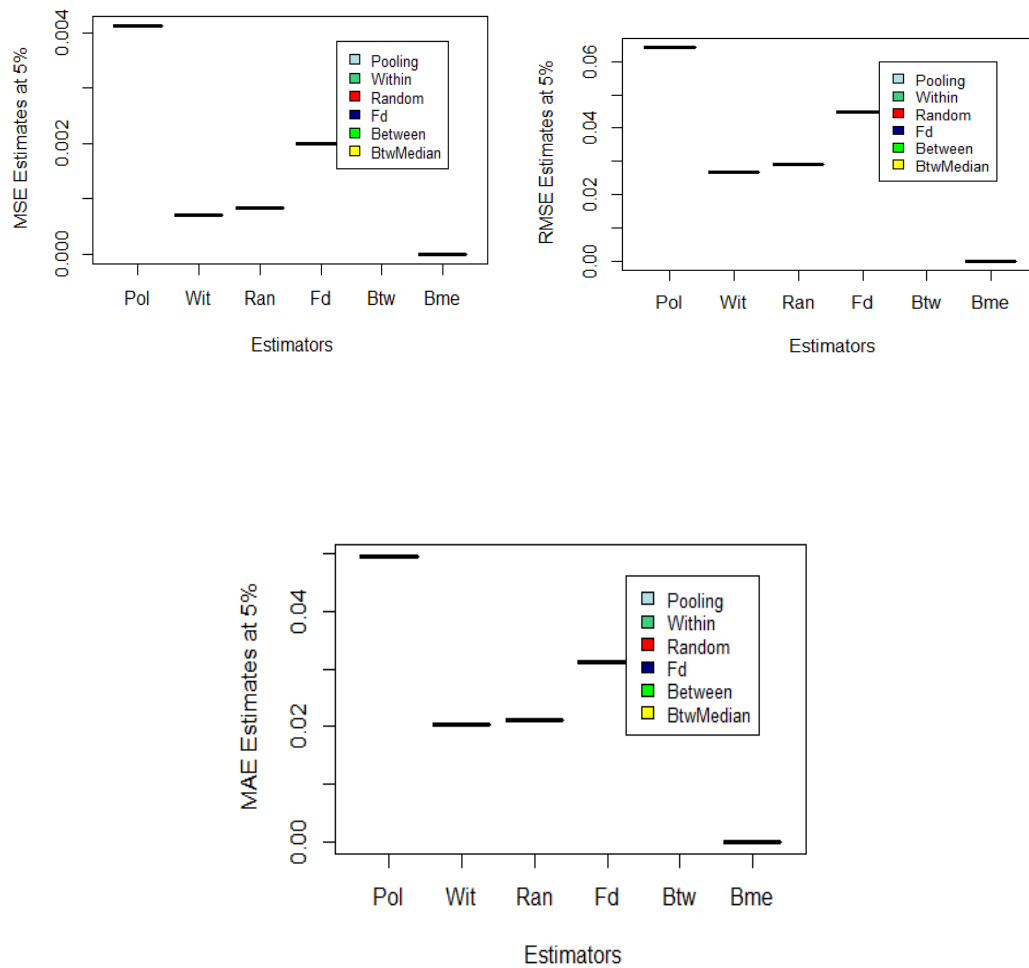 MSE Estimates at 5%
0.004
0.002
0.000
Pooling
Within
Random
Fd
Between
BtwMedian
Pol Wit Ran Fd Btw Bme
Estimators
RMSE Estimates at 5%
0.06
0.04
0.02
0.00
Pooling
Within
Random
Fd
Between
BtwMedian
Pol Wit Ran Fd Btw Bme
Estimators
MAE Estimates at 5%
0.04
0.02
0.00
Pooling
Within
Random
Fd
Between
BtwMedian
Pol Wit Ran Fd Btw Bme
Estimators